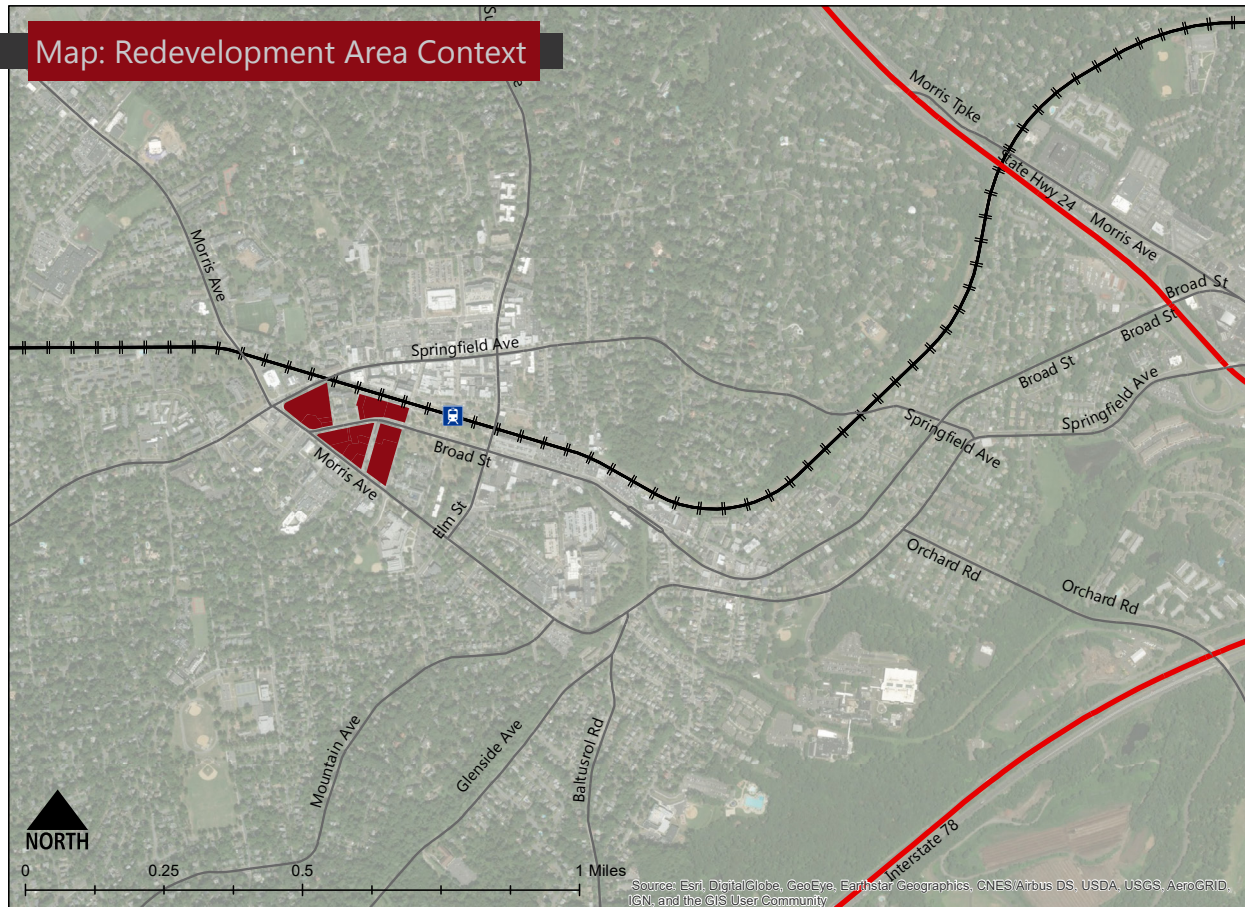 Map: Redevelopment Area Context
Morris Tpke
State Hwy 24
Morris Ave
Morris Ave
Broad St
Broad St
Springfield Ave
Broad St
Springfield Ave
Springfield Ave
Broad St
Morris Ave
Elm St
Orchard Rd
Orchard Rd
Mountain Ave
Glenside Ave
Baltusrol Rd
Interstate 78
NORTH
0 0.25 0.5 1 Miles
Source: Esri, DigitalGlobe, GeoEye, Earthstar Geographics, CNES/Airbus DS, USDA, USGS, AeroGRID,
IGN, and the GIS User Community